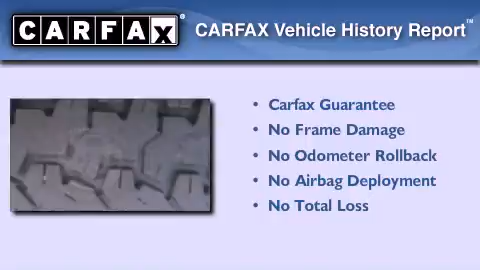 CARFAX® CARFAX Vehicle History Report™
• Carfax Guarantee
• No Frame Damage
• No Odometer Rollback
• No Airbag Deployment
• No Total Loss